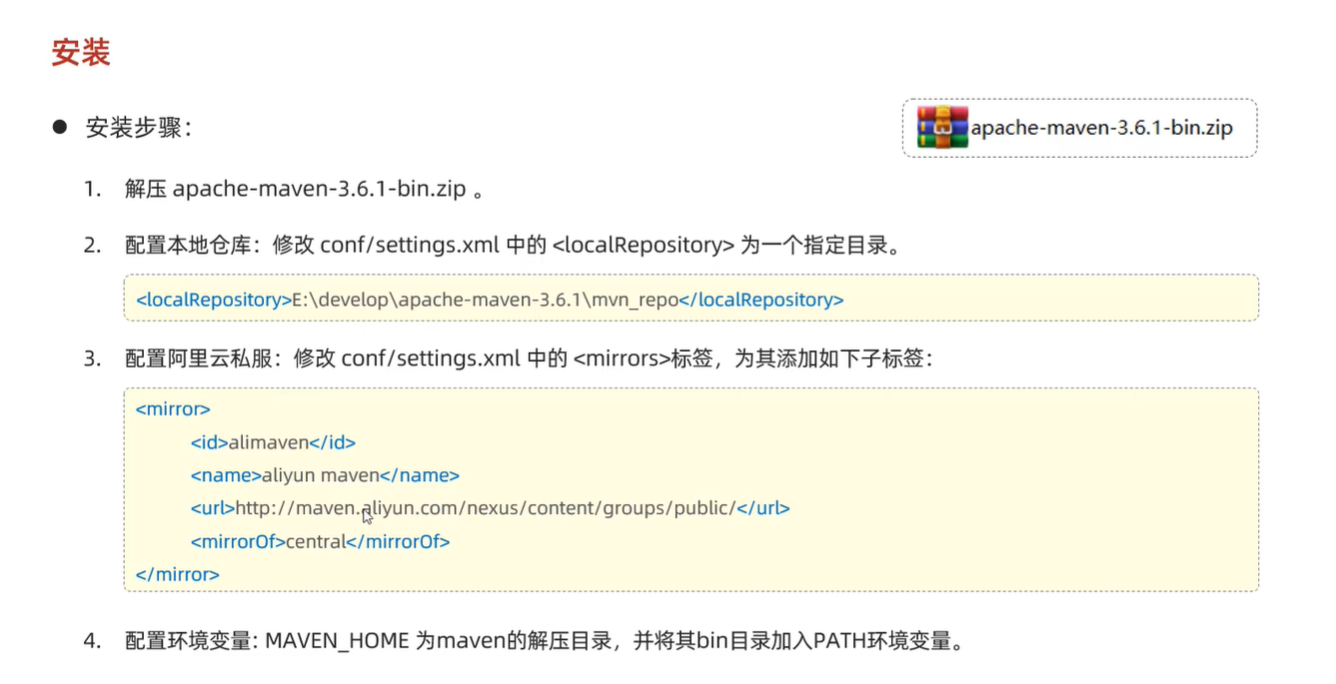 安装
● 安装步骤：
apache-maven-3.6.1-bin.zip
1. 解压 apache-maven-3.6.1-bin.zip 。
2. 配置本地仓库：修改 conf/settings.xml 中的 <localRepository> 为一个指定目录。
<localRepository>E:\develop\apache-maven-3.6.1\mvn_repo</localRepository>
3. 配置阿里云私服：修改 conf/settings.xml 中的 <mirrors>标签，为其添加如下子标签：
<mirror>
<id>alimaven</id>
<name>aliyun maven</name>
<url>http://maven.aliyun.com/nexus/content/groups/public/</url>
<mirrorOf>central</mirrorOf>
</mirror>
4. 配置环境变量: MAVEN_HOME 为maven的解压目录，并将其bin目录加入PATH环境变量。